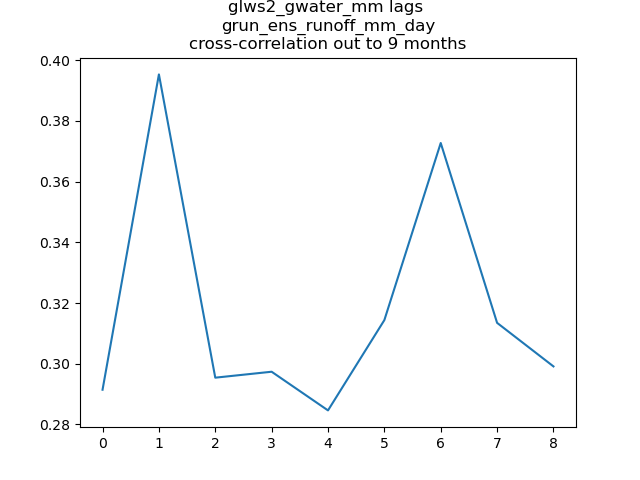 glws2_gwater_mm lags
grun_ens_runoff_mm_day
cross-correlation out to 9 months
0.40
0.38
0.36
0.34
0.32
0.30
0.28
0 1 2 3 4 5 6 7 8